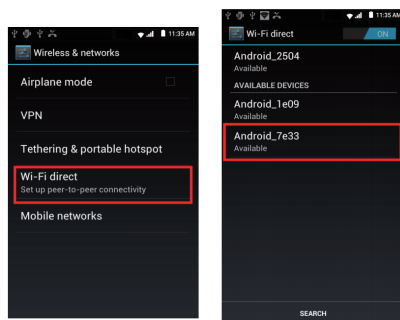 11:35 AM
Wireless & networks
Airplane mode
VPN
Tethering & portable hotspot
Wi-Fi direct
Set up peer-to-peer connectivity
Mobile networks
11:35 AM
Wi-Fi direct
ON
Android_2504
Available
AVAILABLE DEVICES
Android_1e09
Available
Android_7e33
Available
SEARCH